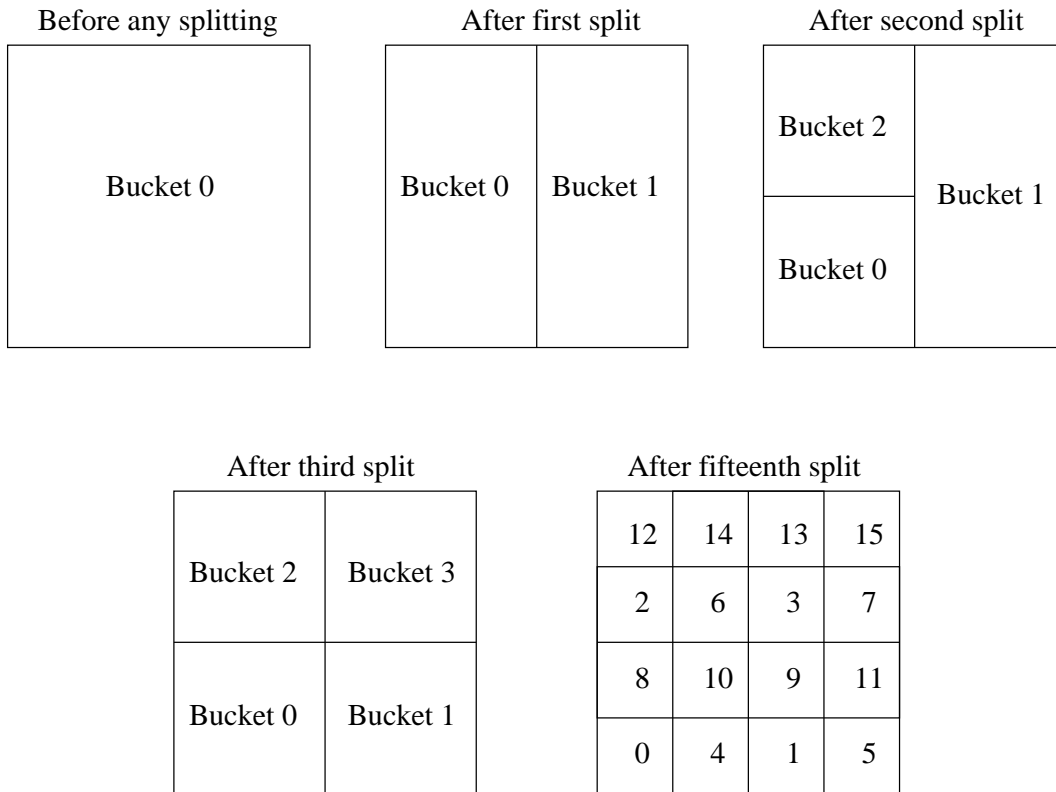 Before any splitting
After first split
After second split
Bucket 0
Bucket 0
Bucket 1
Bucket 2
Bucket 1
Bucket 0
After third split
After fifteenth split
Bucket 2
Bucket 3
Bucket 0
Bucket 1
12 14 13 15
2 6 3 7
8 10 9 11
0 4 1 5